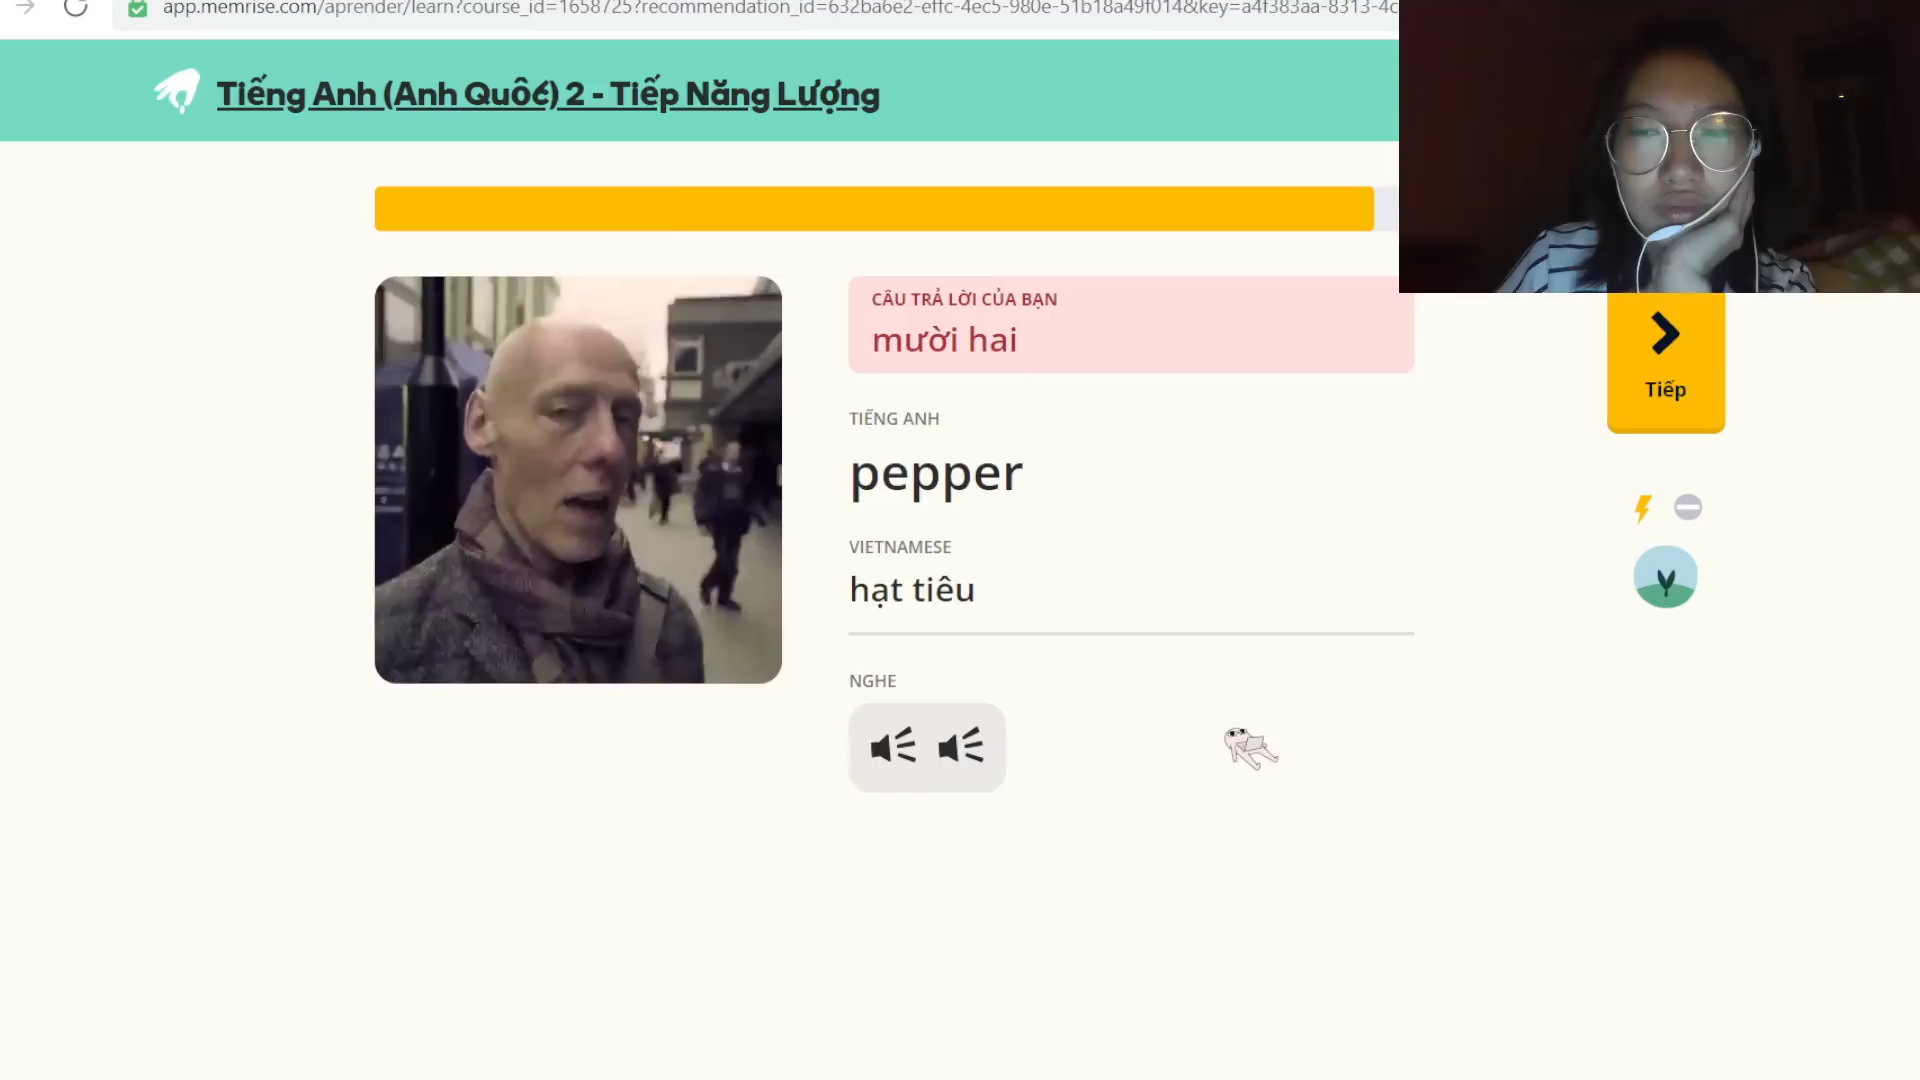 app.memrise.com/aprender/learn?course_id=1658725?recommendation_id=632ba6e2-effc-4ec5-980e-51b18a49f014&key=a4f383aa-8313-4c
Tiếng Anh (Anh Quốc) 2 - Tiếp Năng Lượng
CÂU TRẢ LỜI CỦA BẠN
mười hai
TIẾNG ANH
pepper
VIETNAMESE
hạt tiêu
NGHE
Tiếp